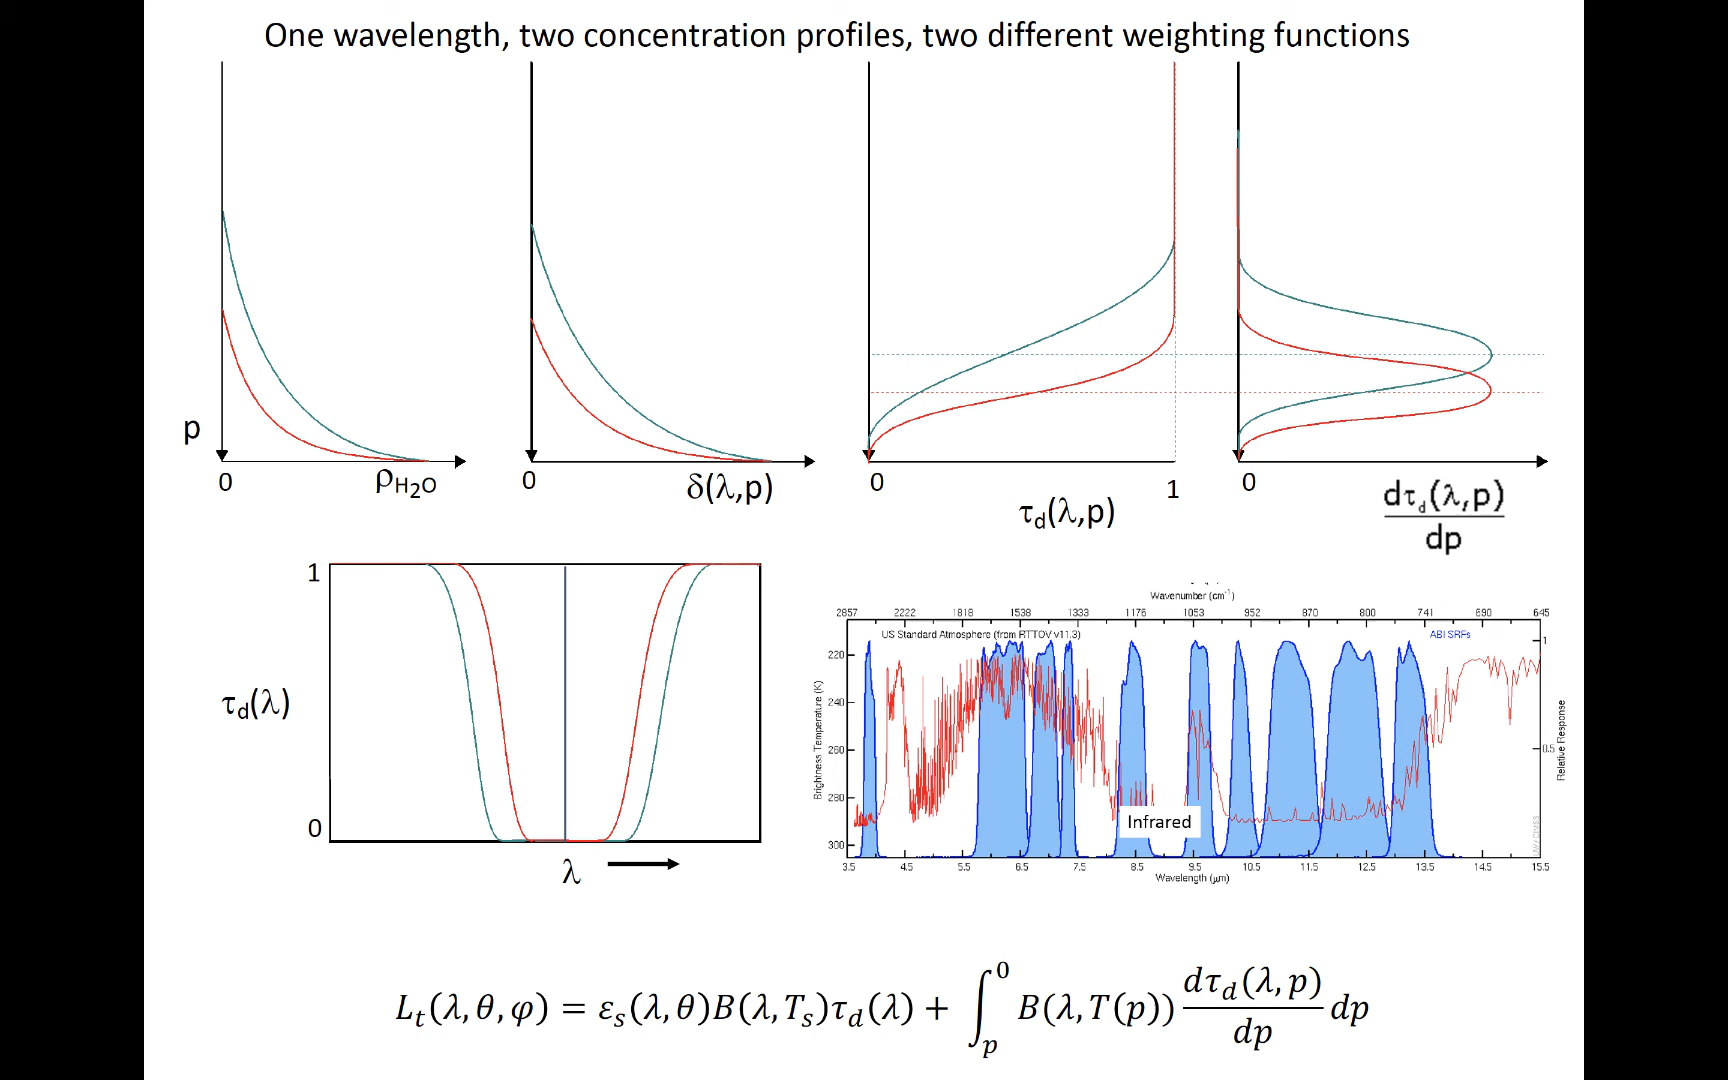 One wavelength, two concentration profiles, two different weighting functions
p
0
ρH₂O
0
δ(λ,p)
0
1
τd(λ,p)
0
dτd(λ,p)
dp
1
τd(λ)
0
λ
Wavenumber (cm⁻¹)
2857 2222 1818 1538 1333 1176 1053 952 870 800 741 690 645
US Standard Atmosphere (from RTTOV v11.3)
ABI SRFs
Brightness Temperature (K)
220
240
260
280
300
1
0.5
Relative Response
Infrared
3.5 4.5 5.5 6.5 7.5 8.5 9.5 10.5 11.5 12.5 13.5 14.5 15.5
Wavelength (μm)
Lt(λ, θ, φ) = εs(λ, θ)B(λ, Ts)τd(λ) + ∫p⁰ B(λ, T(p)) dτd(λ, p)/dp dp